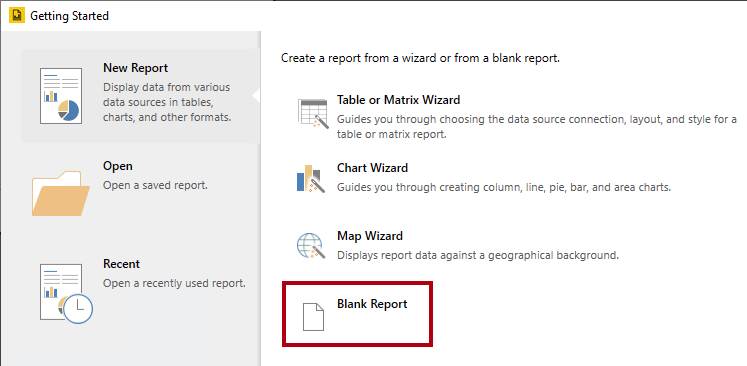 Getting Started
New Report
Display data from various
data sources in tables,
charts, and other formats.
Open
Open a saved report.
Recent
Open a recently used report.
Create a report from a wizard or from a blank report.
Table or Matrix Wizard
Guides you through choosing the data source connection, layout, and style for a
table or matrix report.
Chart Wizard
Guides you through creating column, line, pie, bar, and area charts.
Map Wizard
Displays report data against a geographical background.
Blank Report